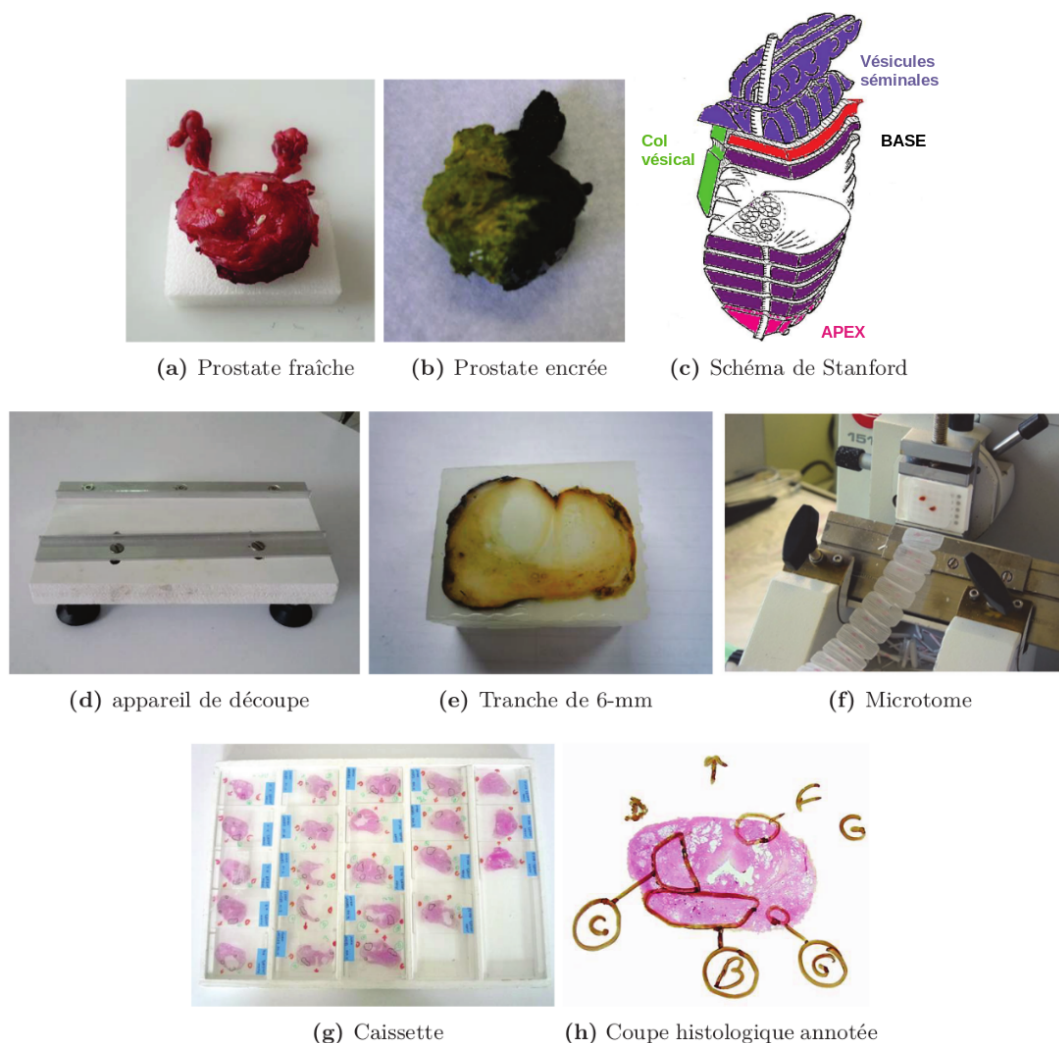 Vésicules
séminales
Col
vésical
BASE
APEX
(a) Prostate fraîche
(b) Prostate encrée
(c) Schéma de Stanford
151
(d) appareil de découpe
(e) Tranche de 6-mm
(f) Microtome
T
D
G
C
B
G
(g) Caissette
(h) Coupe histologique annotée